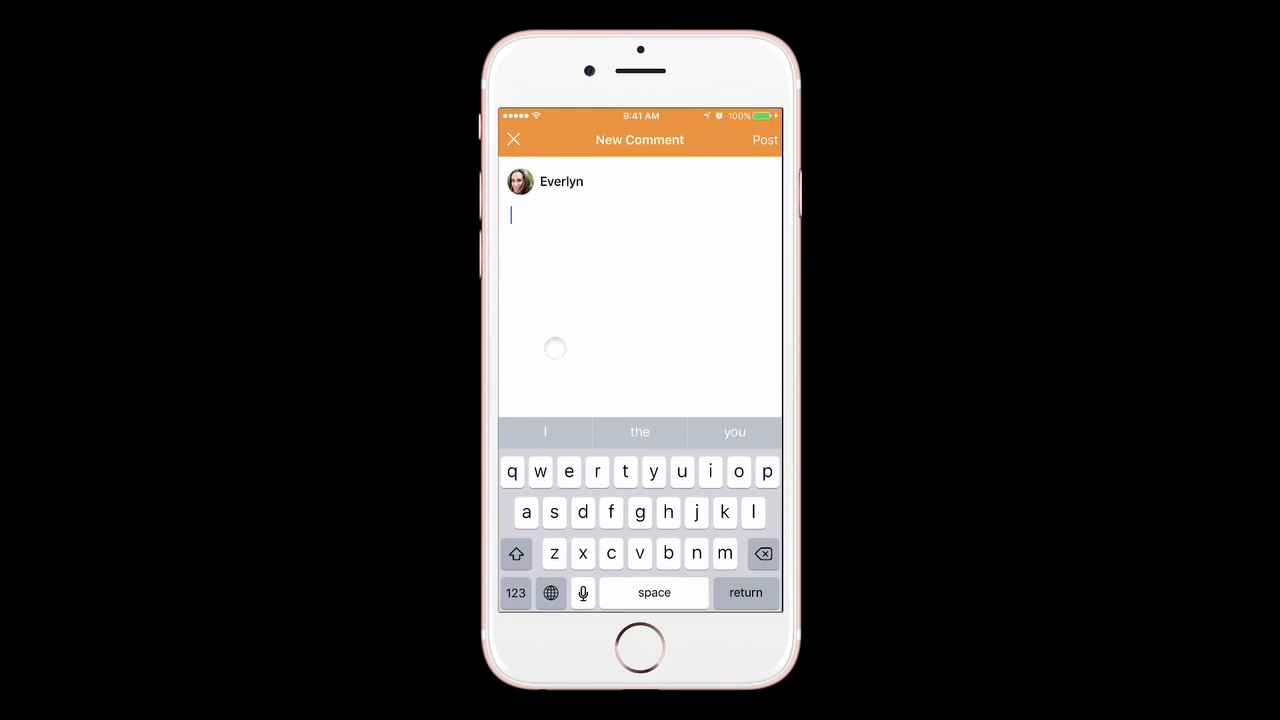 9:41 AM 100%
New Comment Post
Everlyn
I the you
q w e r t y u i o p
a s d f g h j k l
z x c v b n m
123 space return